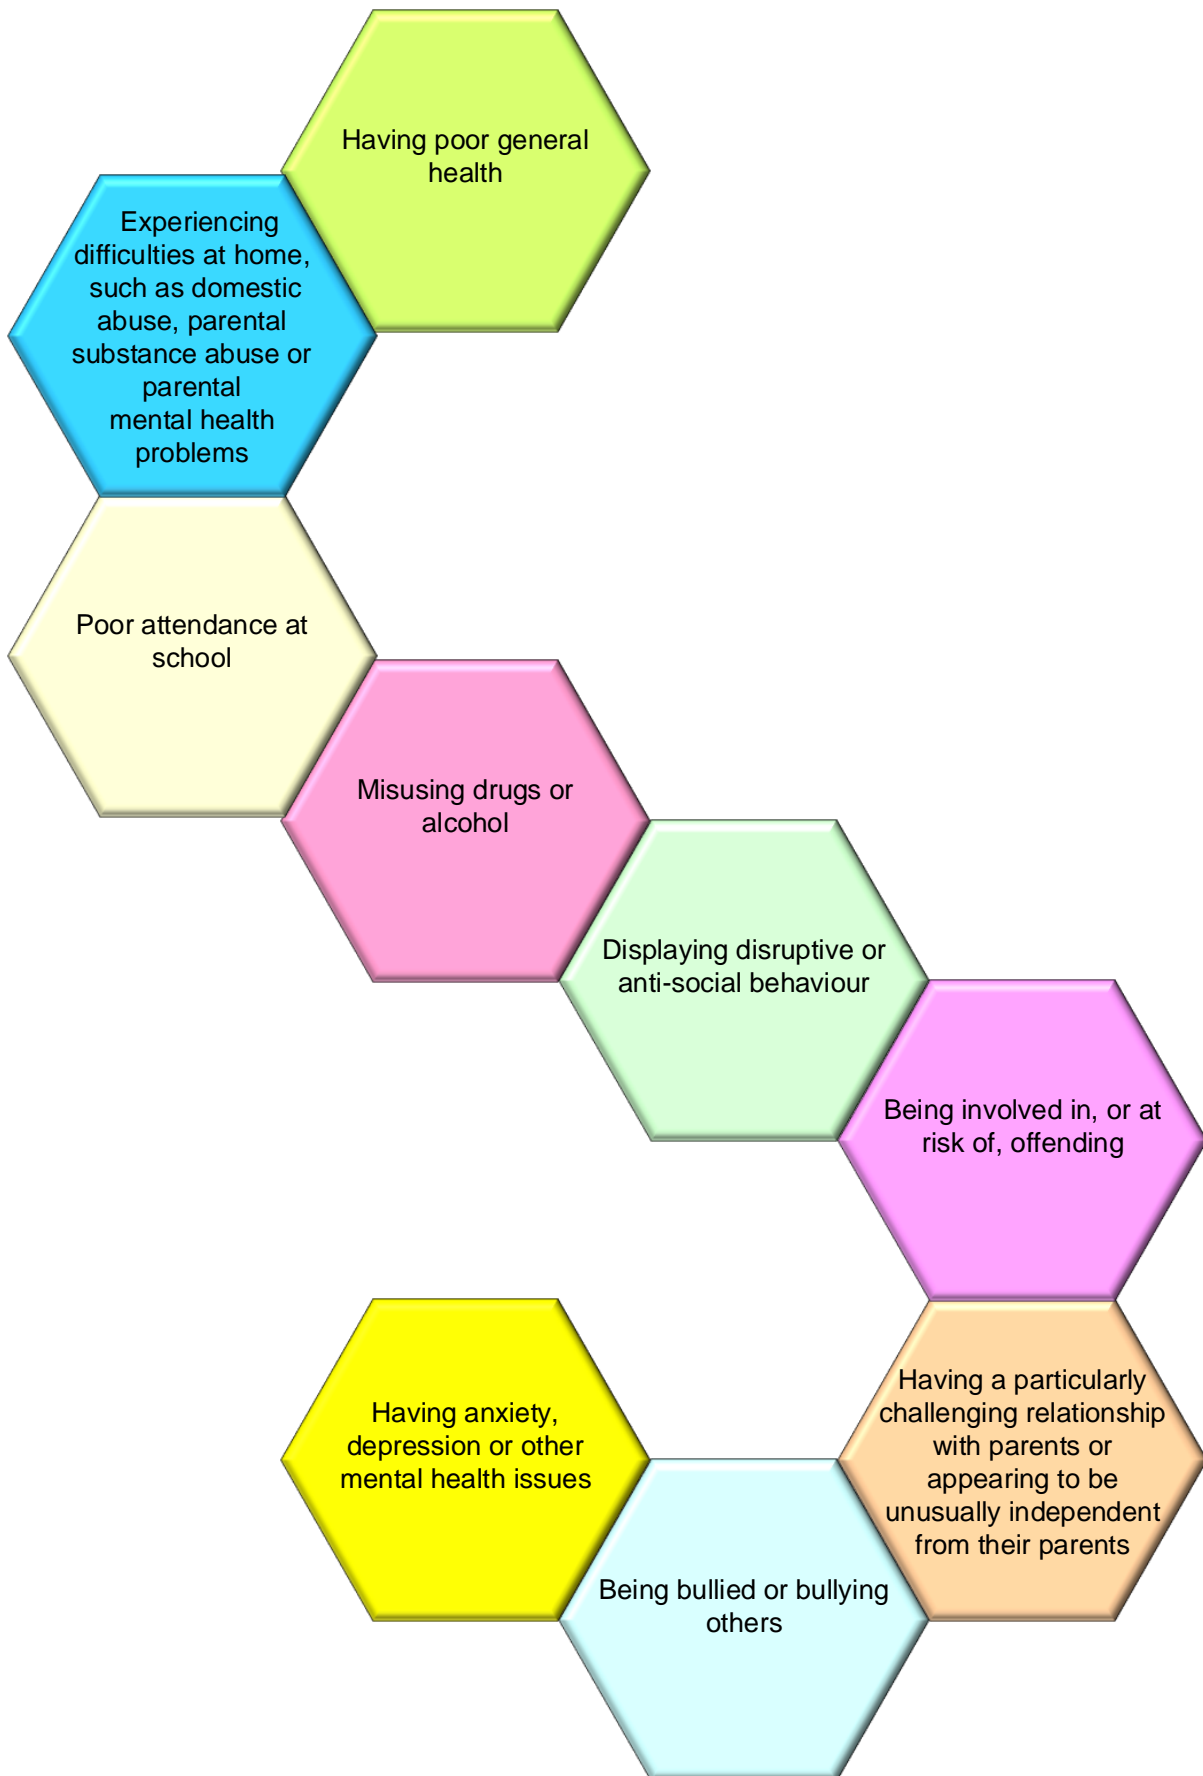 Having poor general
health
Experiencing
difficulties at home,
such as domestic
abuse, parental
substance abuse or
parental
mental health
problems
Poor attendance at
school
Misusing drugs or
alcohol
Displaying disruptive or
anti-social behaviour
Being involved in, or at
risk of, offending
Having a particularly
challenging relationship
with parents or
appearing to be
unusually independent
from their parents
Having anxiety,
depression or other
mental health issues
Being bullied or bullying
others